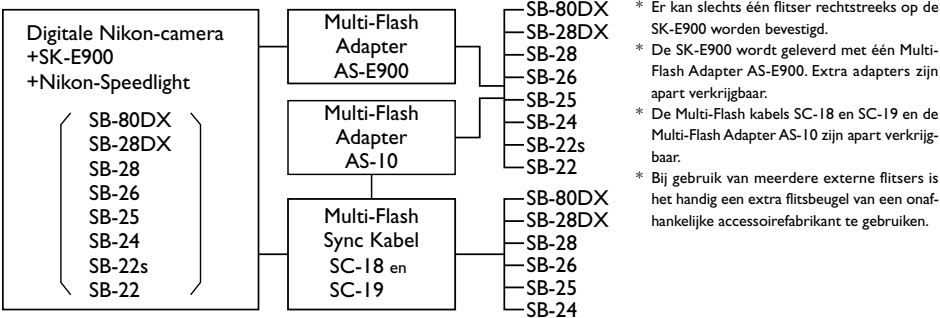 Digitale Nikon-camera
+SK-E900
+Nikon-Speedlight
SB-80DX
SB-28DX
SB-28
SB-26
SB-25
SB-24
SB-22s
SB-22
Multi-Flash
Adapter
AS-E900
Multi-Flash
Adapter
AS-10
Multi-Flash
Sync Kabel
SC-18 en
SC-19
SB-80DX
SB-28DX
SB-28
SB-26
SB-25
SB-24
SB-22s
SB-22
SB-80DX
SB-28DX
SB-28
SB-26
SB-25
SB-24
* Er kan slechts één flitser rechtstreeks op de
SK-E900 worden bevestigd.
* De SK-E900 wordt geleverd met één Multi-
Flash Adapter AS-E900. Extra adapters zijn
apart verkrijgbaar.
* De Multi-Flash kabels SC-18 en SC-19 en de
Multi-Flash Adapter AS-10 zijn apart verkrijg-
baar.
* Bij gebruik van meerdere externe flitsers is
het handig een extra flitsbeugel van een onaf-
hankelijke accessoirefabrikant te gebruiken.